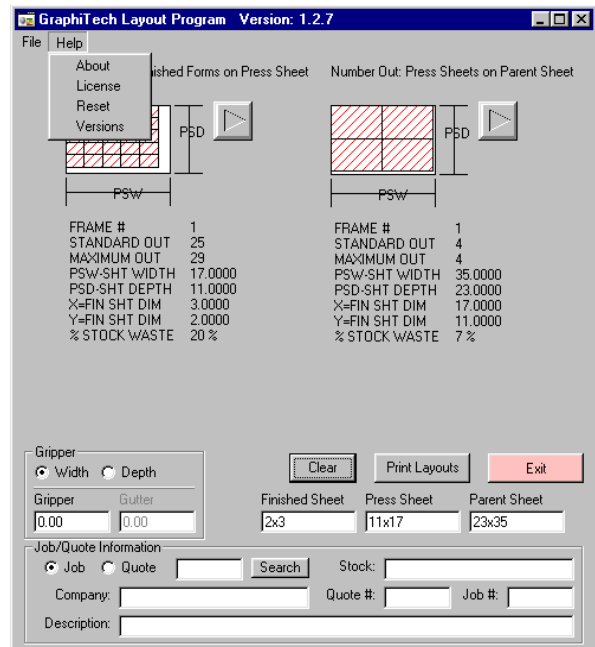 GraphiTech Layout Program Version: 1.2.7
File Help
About
License
Reset
Versions
ished Forms on Press Sheet
Number Out: Press Sheets on Parent Sheet
PSD
PSW
PSD
PSW
FRAME # 1
STANDARD OUT 25
MAXIMUM OUT 29
PSW-SHT WIDTH 17.0000
PSD-SHT DEPTH 11.0000
X=FIN SHT DIM 3.0000
Y=FIN SHT DIM 2.0000
% STOCK WASTE 20 %
FRAME # 1
STANDARD OUT 4
MAXIMUM OUT 4
PSW-SHT WIDTH 35.0000
PSD-SHT DEPTH 23.0000
X=FIN SHT DIM 17.0000
Y=FIN SHT DIM 11.0000
% STOCK WASTE 7 %
Gripper
Width Depth
Gripper Gutter
0.00 0.00
Clear Print Layouts Exit
Finished Sheet Press Sheet Parent Sheet
2x3 11x17 23x35
Job/Quote Information
Job Quote Search Stock:
Company: Quote #: Job #:
Description: